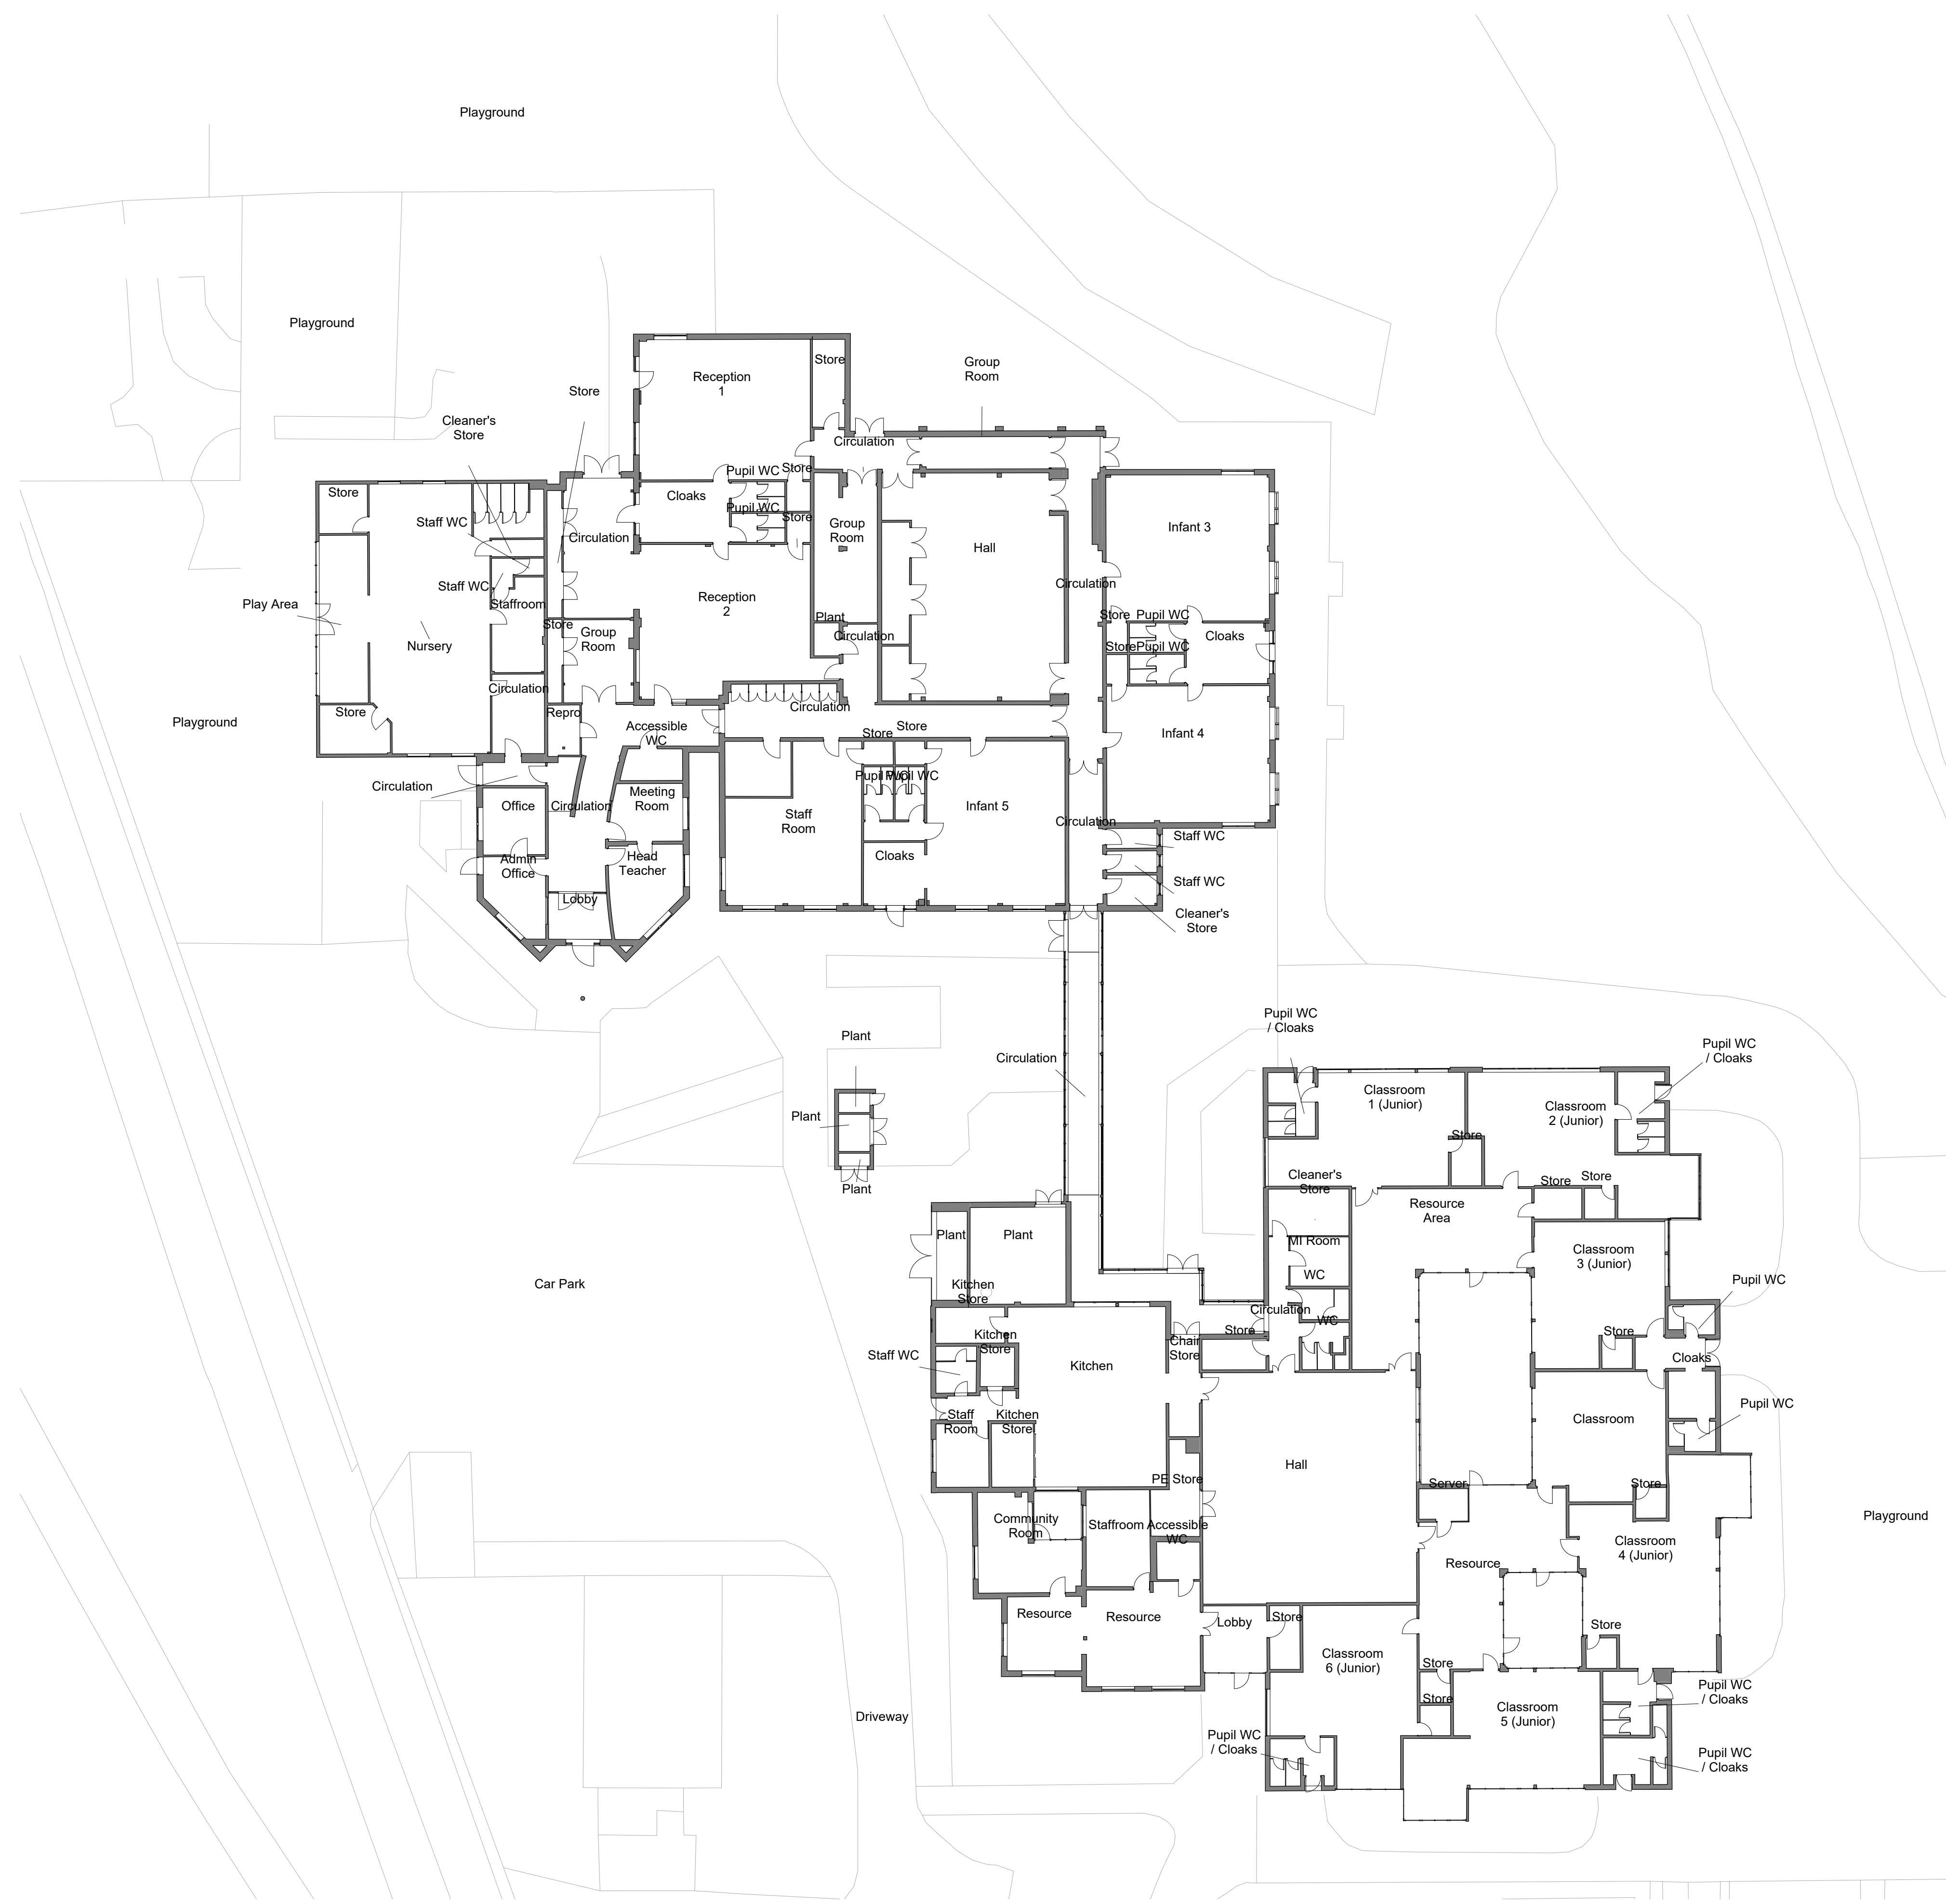 Playground
Playground
Store
Group
Room
Reception
1
Store
Cleaner's
Store
Circulation
Pupil WC
Store
Store
Cloaks
Staff WC
Pupil WC
Store
Group
Room
Infant 3
Circulation
Hall
Staff WC
Circulation
Play Area
Staffroom
Reception
2
Nursery
Store
Group
Room
Plant
Circulation
Store
Pupil WC
Cloaks
Store
Pupil WC
Circulation
Store
Repro
Circulation
Playground
Accessible
WC
Store
Store
Infant 4
Circulation
Pupil WC
Pupil WC
Office
Circulation
Meeting
Room
Staff
Room
Infant 5
Circulation
Staff WC
Admin
Office
Head
Teacher
Cloaks
Staff WC
Lobby
Cleaner's
Store
Pupil WC
/ Cloaks
Plant
Circulation
Pupil WC
/ Cloaks
Classroom
1 (Junior)
Classroom
2 (Junior)
Plant
Store
Plant
Cleaner's
Store
Store
Store
Resource
Area
Plant
Plant
MI Room
Classroom
3 (Junior)
WC
Car Park
Kitchen
Store
Pupil WC
Circulation
WC
Store
Store
Kitchen
Store
Chair
Store
Staff WC
Kitchen
Cloaks
Staff
Room
Kitchen
Store
Classroom
Pupil WC
Hall
PE Store
Server
Store
Community
Room
Staffroom
Accessible
WC
Playground
Classroom
4 (Junior)
Resource
Resource
Resource
Lobby
Store
Store
Classroom
6 (Junior)
Store
Store
Pupil WC
/ Cloaks
Classroom
5 (Junior)
Driveway
Pupil WC
/ Cloaks
Pupil WC
/ Cloaks